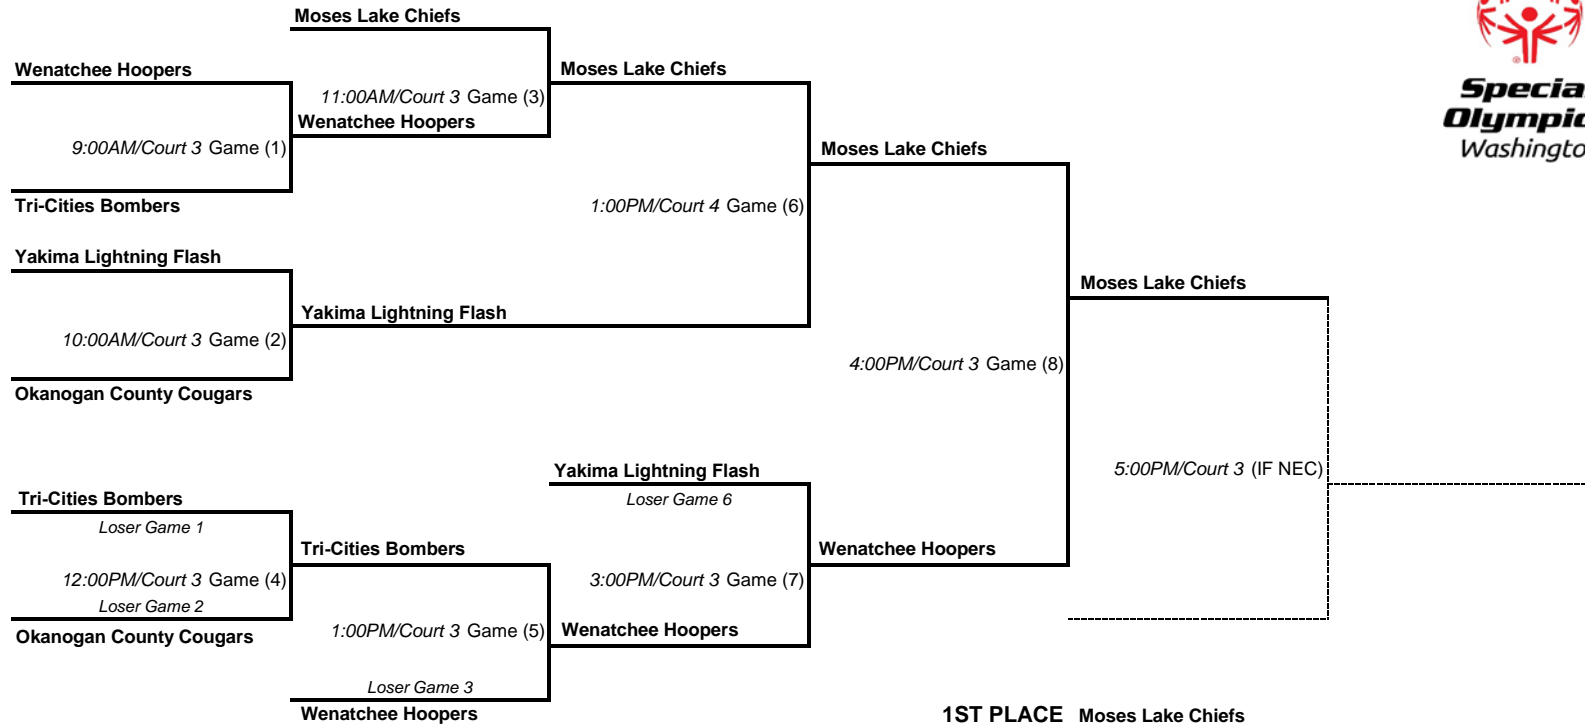 Moses Lake Chiefs
Wenatchee Hoopers
Moses Lake Chiefs
11:00AM/Court 3 Game (3)
Wenatchee Hoopers
9:00AM/Court 3 Game (1)
Moses Lake Chiefs
Tri-Cities Bombers
1:00PM/Court 4 Game (6)
Yakima Lightning Flash
Moses Lake Chiefs
Yakima Lightning Flash
10:00AM/Court 3 Game (2)
4:00PM/Court 3 Game (8)
Okanogan County Cougars
Yakima Lightning Flash
5:00PM/Court 3 (IF NEC)
Tri-Cities Bombers
Loser Game 6
Loser Game 1
Tri-Cities Bombers
Wenatchee Hoopers
12:00PM/Court 3 Game (4)
3:00PM/Court 3 Game (7)
Loser Game 2
Okanogan County Cougars
1:00PM/Court 3 Game (5)
Wenatchee Hoopers
Loser Game 3
Wenatchee Hoopers
1ST PLACE Moses Lake Chiefs
Special
Olympic
Washingto